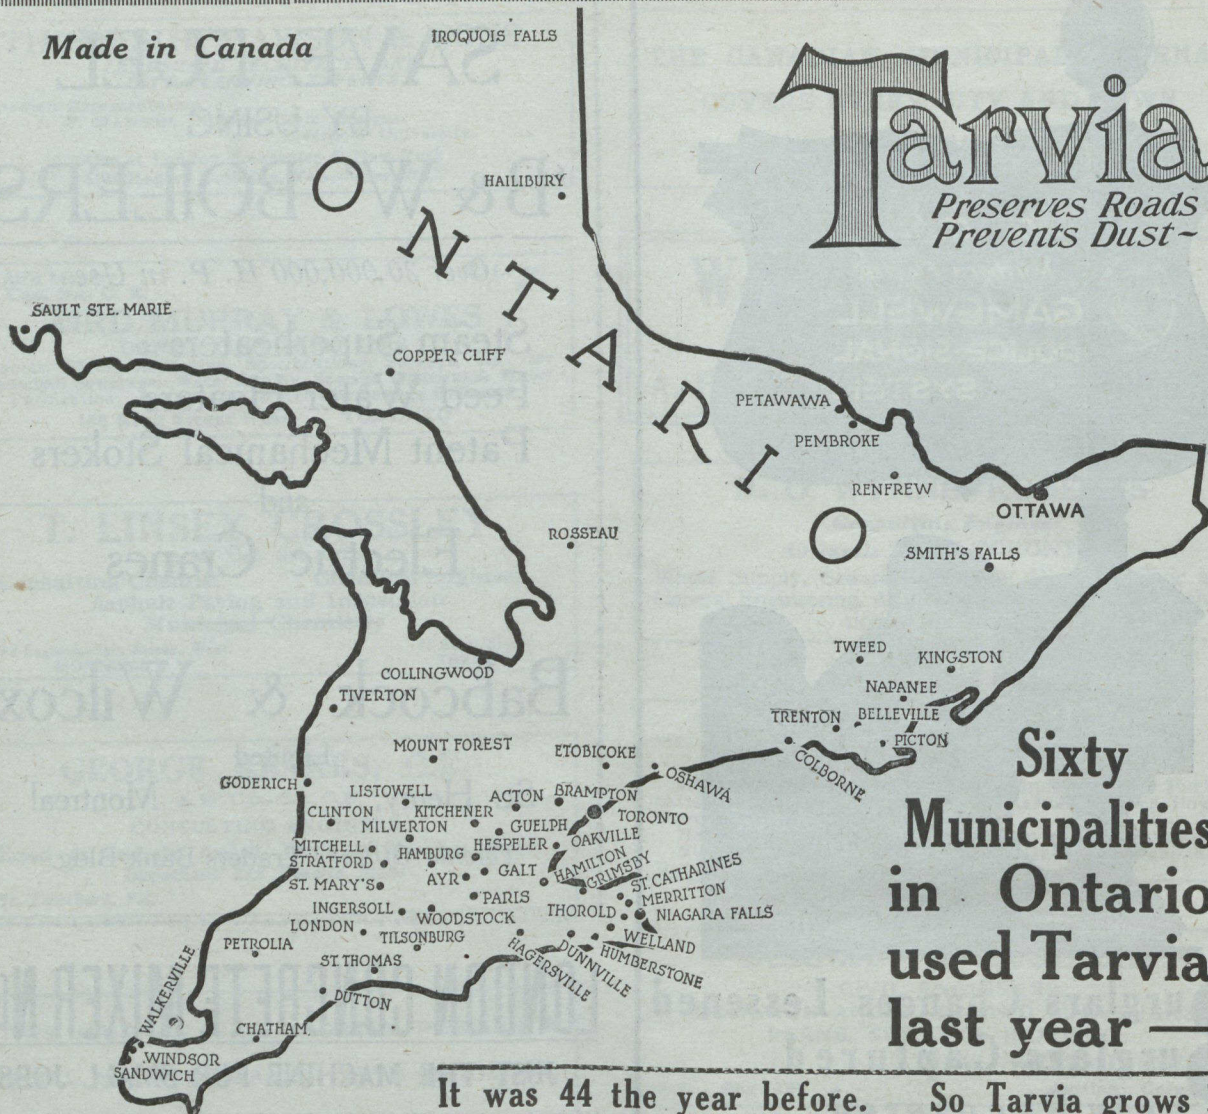 Made in Canada
IROQUOIS FALLS
Tarvia
Preserves Roads
Prevents Dust~
HAILIBURY
ONTARIO
SAULT STE. MARIE
COPPER CLIFF
PETAWAWA
PEMBROKE
RENFREW
OTTAWA
ROSSEAU
SMITH'S FALLS
TWEED
KINGSTON
COLLINGWOOD
NAPANEE
TIVERTON
TRENTON
BELLEVILLE
PICTON
MOUNT FOREST
ETOBICOKE
OSHAWA
COLBORNE
GODERICH
LISTOWELL
ACTON
BRAMPTON
CLINTON
KITCHENER
TORONTO
MILVERTON
GUELPH
OAKVILLE
MITCHELL
HAMBURG
HESPELER
STRATFORD
GALT
HAMILTON
GRIMSBY
ST. CATHARINES
ST. MARY'S
AYR
MERRITTON
PARIS
INGERSOLL
WOODSTOCK
THOROLD
NIAGARA FALLS
LONDON
TILSONBURG
WELLAND
PETROLIA
HAGERSVILLE
DUNNVILLE
HUMBERSTONE
ST THOMAS
DUTTON
WALKERVILLE
CHATHAM
WINDSOR
SANDWICH
Sixty
Municipalities
in Ontario
used Tarvia
last year —
It was 44 the year before. So Tarvia grows